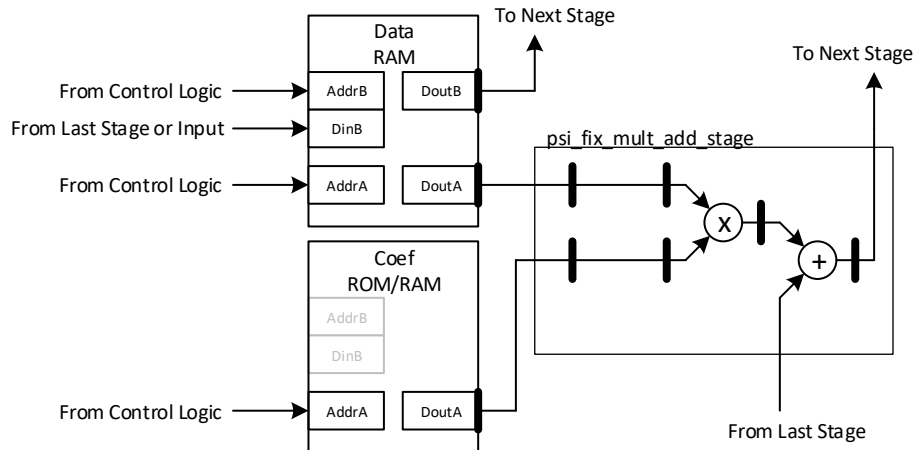 To Next Stage
Data
RAM
To Next Stage
From Control Logic
AddrB
DoutB
From Last Stage or Input
DinB
psi_fix_mult_add_stage
From Control Logic
AddrA
DoutA
x
+
Coef
ROM/RAM
AddrB
DinB
From Control Logic
AddrA
DoutA
From Last Stage